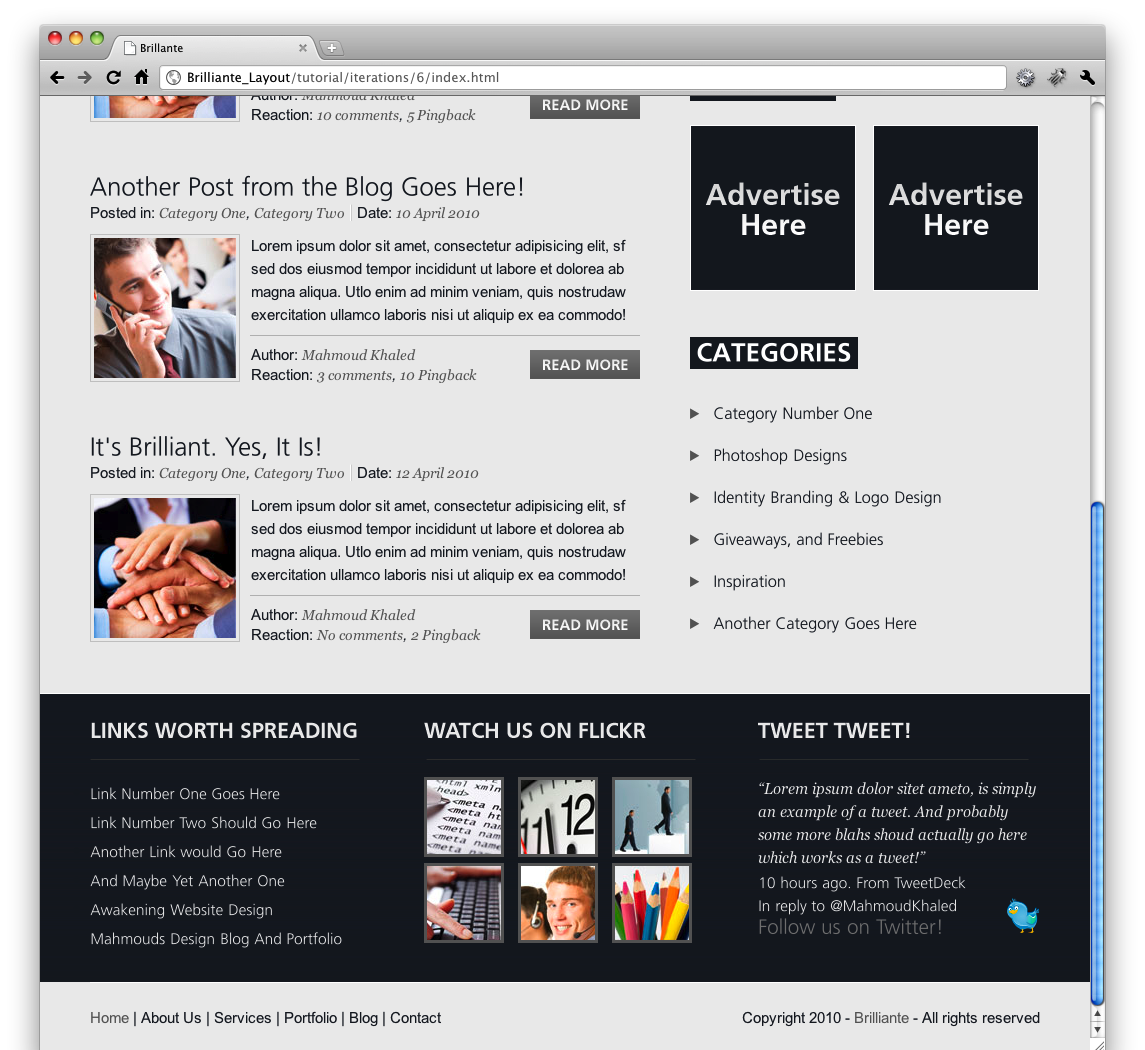 Brillante
Brilliante_Layout/tutorial/iterations/6/index.html
Author: Mahmoud Khaled
Reaction: 10 comments, 5 Pingback
READ MORE
Another Post from the Blog Goes Here!
Posted in: Category One, Category Two Date: 10 April 2010
Lorem ipsum dolor sit amet, consectetur adipisicing elit, sf
sed dos eiusmod tempor incididunt ut labore et dolorea ab
magna aliqua. Utlo enim ad minim veniam, quis nostrudaw
exercitation ullamco laboris nisi ut aliquip ex ea commodo!
Author: Mahmoud Khaled
Reaction: 3 comments, 10 Pingback
READ MORE
It's Brilliant. Yes, It Is!
Posted in: Category One, Category Two Date: 12 April 2010
Lorem ipsum dolor sit amet, consectetur adipisicing elit, sf
sed dos eiusmod tempor incididunt ut labore et dolorea ab
magna aliqua. Utlo enim ad minim veniam, quis nostrudaw
exercitation ullamco laboris nisi ut aliquip ex ea commodo!
Author: Mahmoud Khaled
Reaction: No comments, 2 Pingback
READ MORE
Advertise
Here
Advertise
Here
CATEGORIES
Category Number One
Photoshop Designs
Identity Branding & Logo Design
Giveaways, and Freebies
Inspiration
Another Category Goes Here
LINKS WORTH SPREADING
Link Number One Goes Here
Link Number Two Should Go Here
Another Link would Go Here
And Maybe Yet Another One
Awakening Website Design
Mahmouds Design Blog And Portfolio
WATCH US ON FLICKR
head>
<meta n
<meta ht
<meta
<meta name
12
11
TWEET TWEET!
“Lorem ipsum dolor sitet ameto, is simply
an example of a tweet. And probably
some more blahs shoud actually go here
which works as a tweet!”
10 hours ago. From TweetDeck
In reply to @MahmoudKhaled
Follow us on Twitter!
Home | About Us | Services | Portfolio | Blog | Contact
Copyright 2010 - Brilliante - All rights reserved